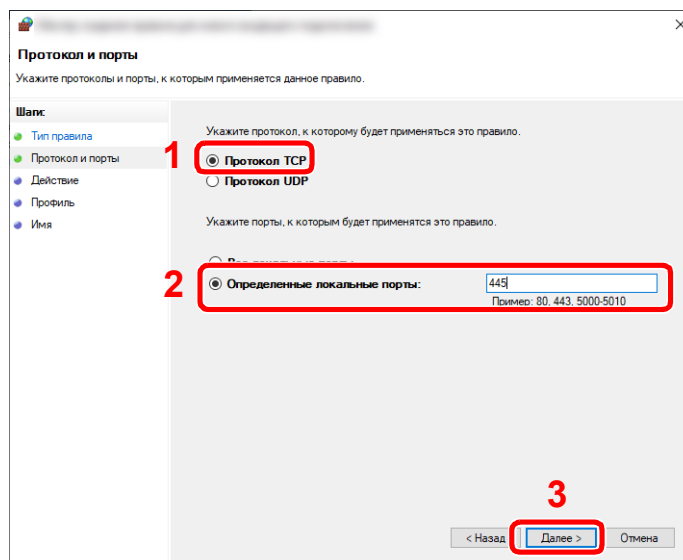 Протокол и порты
Укажите протоколы и порты, к которым применяется данное правило.
Шаги:
Тип правила
Протокол и порты
Действие
Профиль
Имя
Укажите протокол, к которому будет применяться это правило.
1
Протокол TCP
Протокол UDP
Укажите порты, к которым будет применятся это правило.
2
Определенные локальные порты:
445
Пример: 80, 443, 5000-5010
3
< Назад
Далее >
Отмена